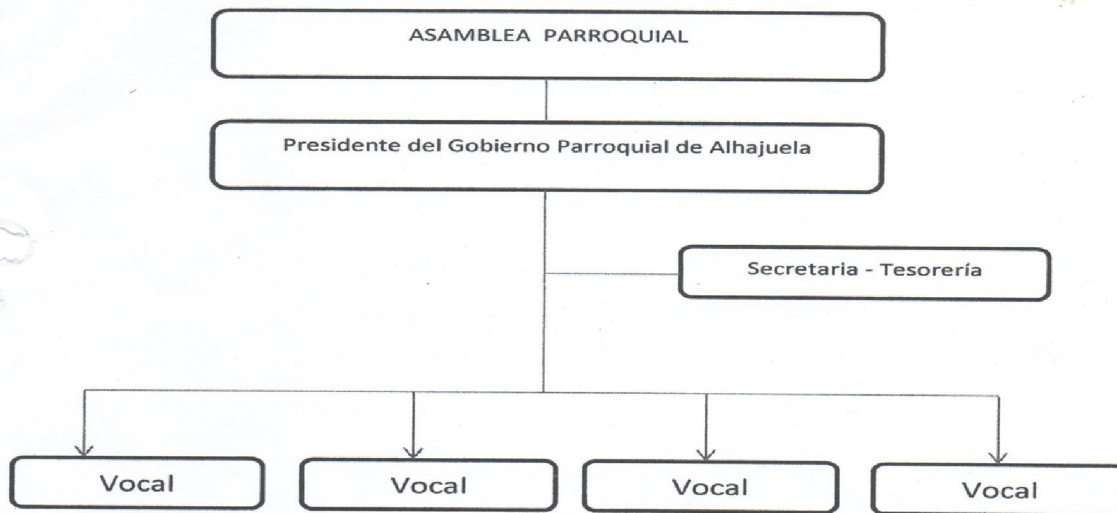 ASAMBLEA PARROQUIAL
Presidente del Gobierno Parroquial de Alhajuela
Secretaria - Tesorería
Vocal
Vocal
Vocal
Vocal